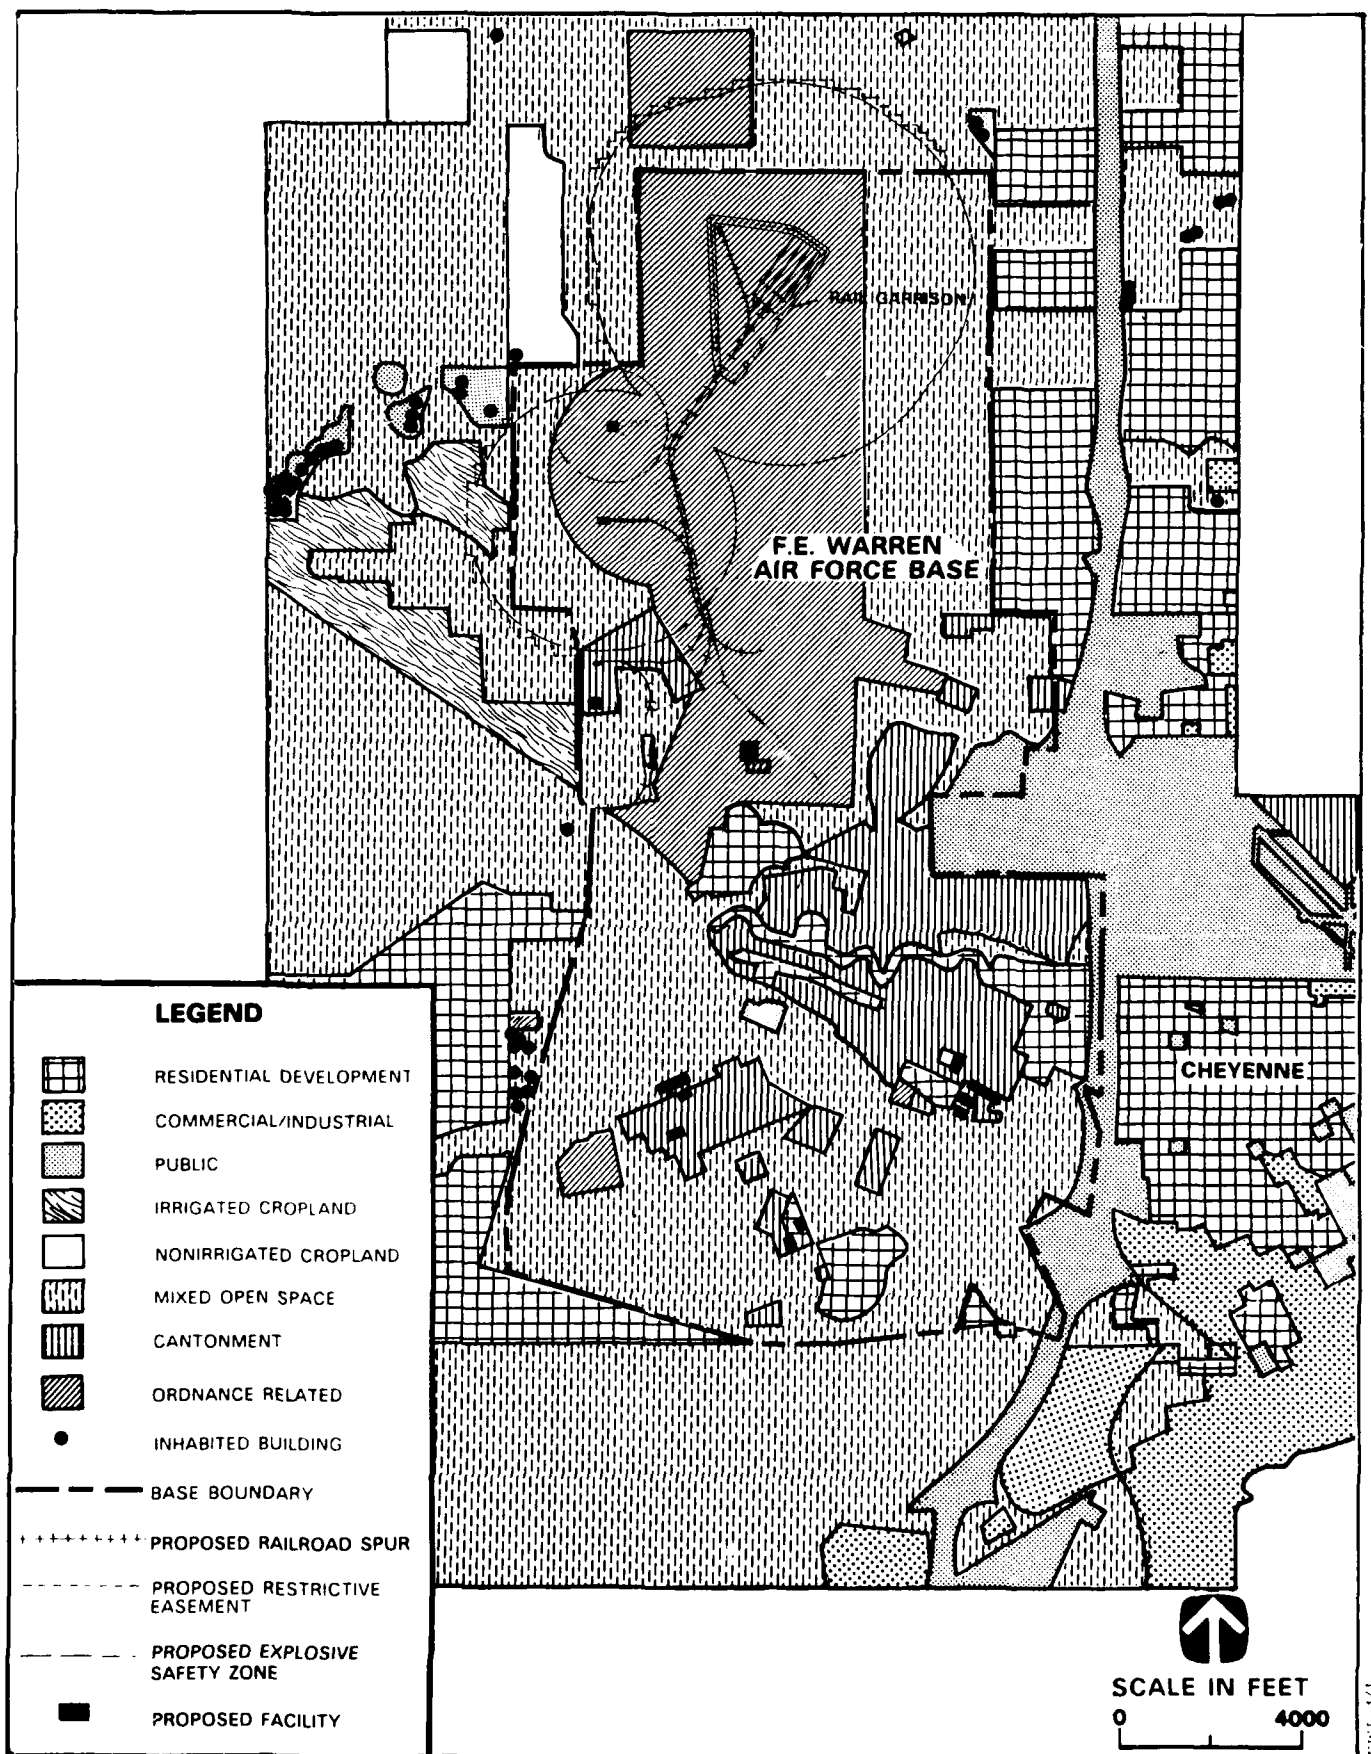 RAIL GARRISON
F.E. WARREN
AIR FORCE BASE
CHEYENNE
LEGEND
RESIDENTIAL DEVELOPMENT
COMMERCIAL/INDUSTRIAL
PUBLIC
IRRIGATED CROPLAND
NONIRRIGATED CROPLAND
MIXED OPEN SPACE
CANTONMENT
ORDNANCE RELATED
INHABITED BUILDING
BASE BOUNDARY
PROPOSED RAILROAD SPUR
PROPOSED RESTRICTIVE
EASEMENT
PROPOSED EXPLOSIVE
SAFETY ZONE
PROPOSED FACILITY
SCALE IN FEET
0 4000